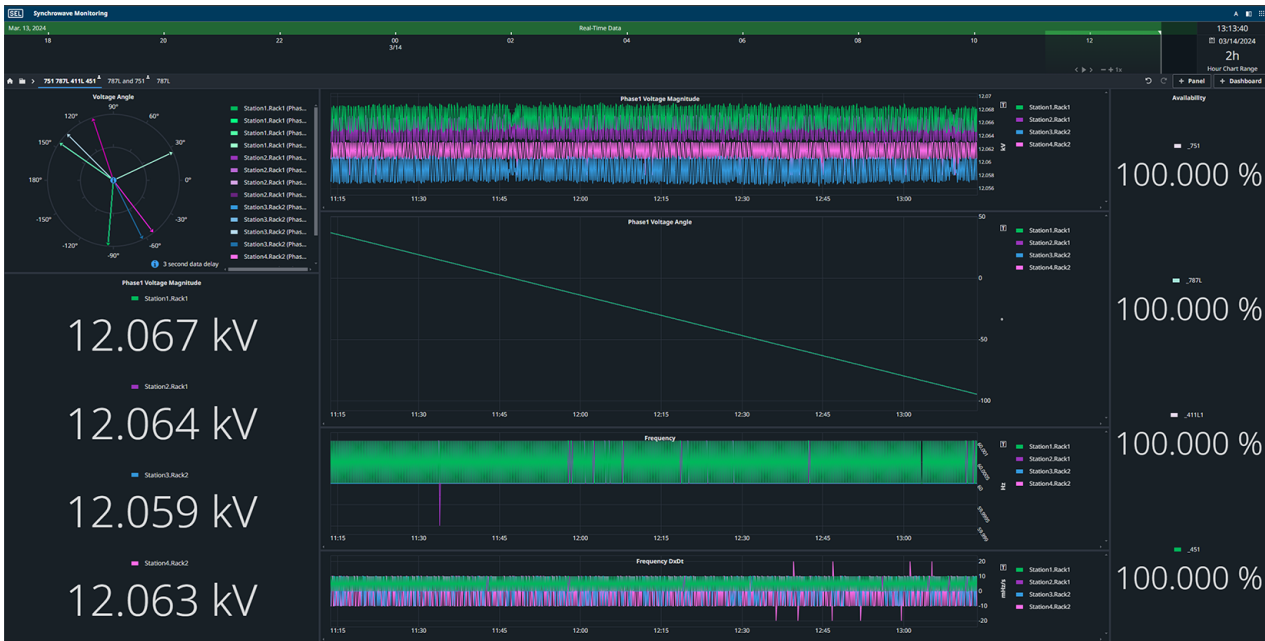 SEL Synchrowave Monitoring
Mar. 13, 2024
Real-Time Data
18 20 22 00 02 04 06 08 10 12
3/14
1x
13:13:40
03/14/2024
2h
Hour Chart Range
751 787L 411L 451
787L and 751
787L
+ Panel
+ Dashboard
Voltage Angle
90°
120° 60°
150° 30°
180° 0°
-150° -30°
-120° -60°
-90°
Station1.Rack1 (Phas...
Station1.Rack1 (Phas...
Station1.Rack1 (Phas...
Station1.Rack1 (Phas...
Station2.Rack1 (Phas...
Station2.Rack1 (Phas...
Station2.Rack1 (Phas...
Station2.Rack1 (Phas...
Station3.Rack2 (Phas...
Station3.Rack2 (Phas...
Station3.Rack2 (Phas...
Station3.Rack2 (Phas...
Station4.Rack2 (Phas...
3 second data delay
Phase1 Voltage Magnitude
Station1.Rack1
12.067 kV
Station2.Rack1
12.064 kV
Station3.Rack2
12.059 kV
Station4.Rack2
12.063 kV
Phase1 Voltage Magnitude
12.07
12.068
12.066
12.064
12.062
12.06
12.058
kV
11:15 11:30 11:45 12:00 12:15 12:30 12:45 13:00
Station1.Rack1
Station2.Rack1
Station3.Rack2
Station4.Rack2
Phase1 Voltage Angle
50
0
-50
-100
°
11:15 11:30 11:45 12:00 12:15 12:30 12:45 13:00
Station1.Rack1
Station2.Rack1
Station3.Rack2
Station4.Rack2
Frequency
60.001
60.0005
60
59.9995
59.999
Hz
11:15 11:30 11:45 12:00 12:15 12:30 12:45 13:00
Station1.Rack1
Station2.Rack1
Station3.Rack2
Station4.Rack2
Frequency DxDt
20
10
0
-10
-20
mHz/s
11:15 11:30 11:45 12:00 12:15 12:30 12:45 13:00
Station1.Rack1
Station2.Rack1
Station3.Rack2
Station4.Rack2
Availability
_751
100.000 %
_787L
100.000 %
_411L1
100.000 %
_451
100.000 %